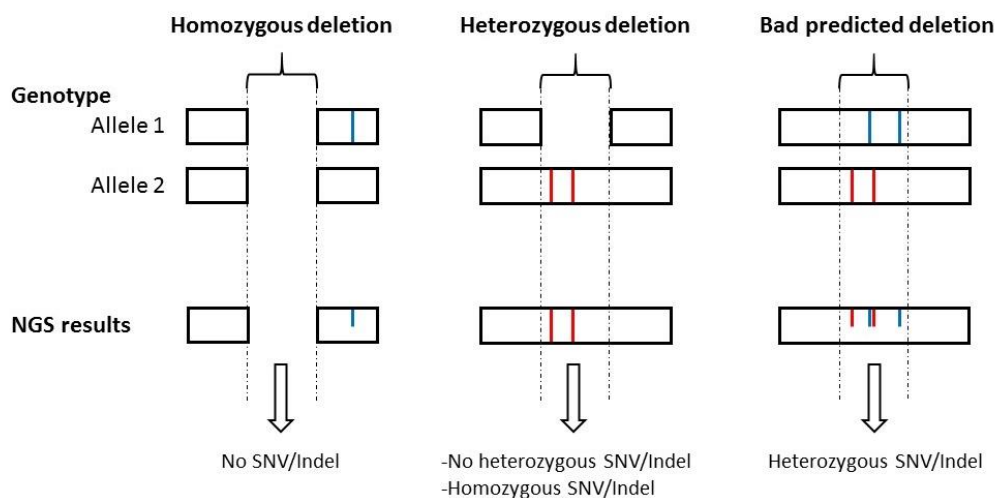 Homozygous deletion
Heterozygous deletion
Bad predicted deletion
Genotype
Allele 1
Allele 2
NGS results
No SNV/Indel
-No heterozygous SNV/Indel
-Homozygous SNV/Indel
Heterozygous SNV/Indel